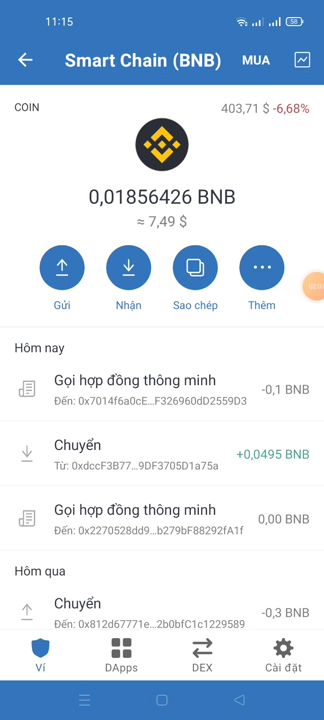 11:15
58
Smart Chain (BNB)
MUA
COIN
403,71 $ -6,68%
0,01856426 BNB
≈ 7,49 $
Gửi
Nhận
Sao chép
Thêm
Hôm nay
Gọi hợp đồng thông minh
-0,1 BNB
Đến: 0x7014f6a0cE...F326960dD2559D3
Chuyển
+0,0495 BNB
Từ: 0xdccF3B77...9DF3705D1a75a
Gọi hợp đồng thông minh
0,00 BNB
Đến: 0x2270528dd9...b279bF88292fA1f
Hôm qua
Chuyển
-0,3 BNB
Đến: 0x812d67771e...2b0bfC1c1229589
Ví
DApps
DEX
Cài đặt